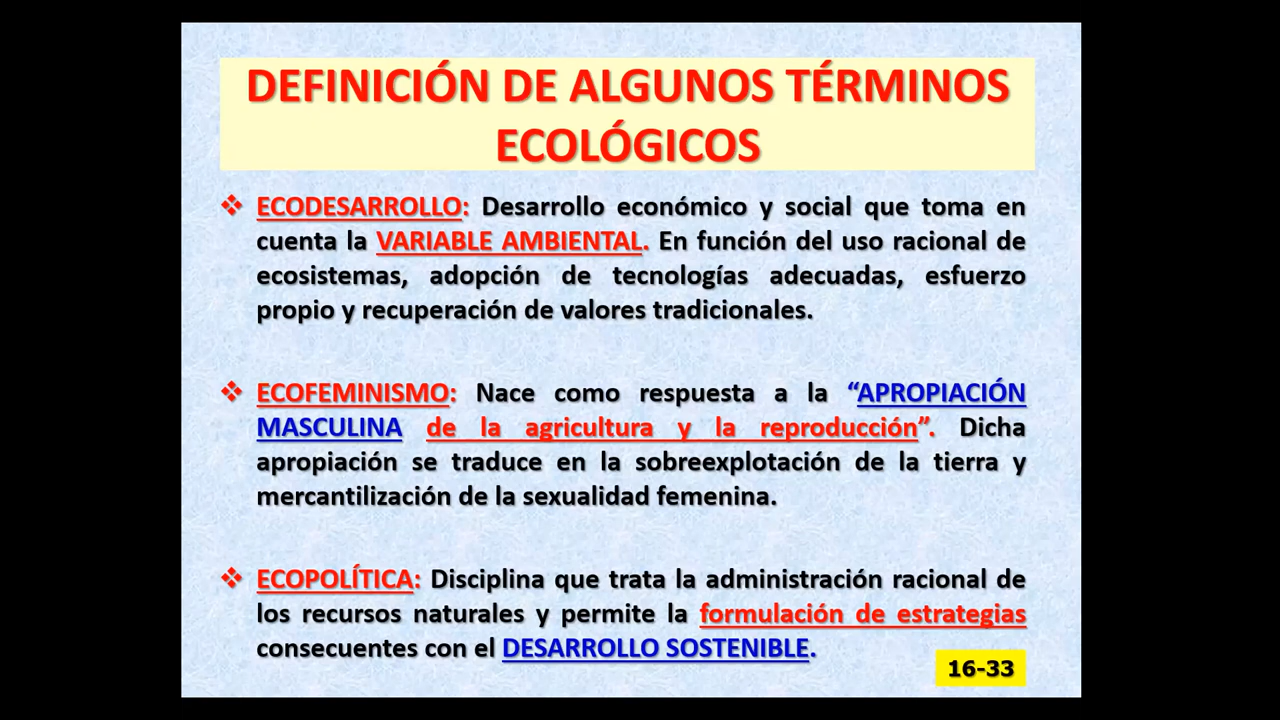 DEFINICIÓN DE ALGUNOS TÉRMINOS
ECOLÓGICOS
❖ ECODESARROLLO: Desarrollo económico y social que toma en
cuenta la VARIABLE AMBIENTAL. En función del uso racional de
ecosistemas, adopción de tecnologías adecuadas, esfuerzo
propio y recuperación de valores tradicionales.
❖ ECOFEMINISMO: Nace como respuesta a la “APROPIACIÓN
MASCULINA de la agricultura y la reproducción”. Dicha
apropiación se traduce en la sobreexplotación de la tierra y
mercantilización de la sexualidad femenina.
❖ ECOPOLÍTICA: Disciplina que trata la administración racional de
los recursos naturales y permite la formulación de estrategias
consecuentes con el DESARROLLO SOSTENIBLE.
16-33